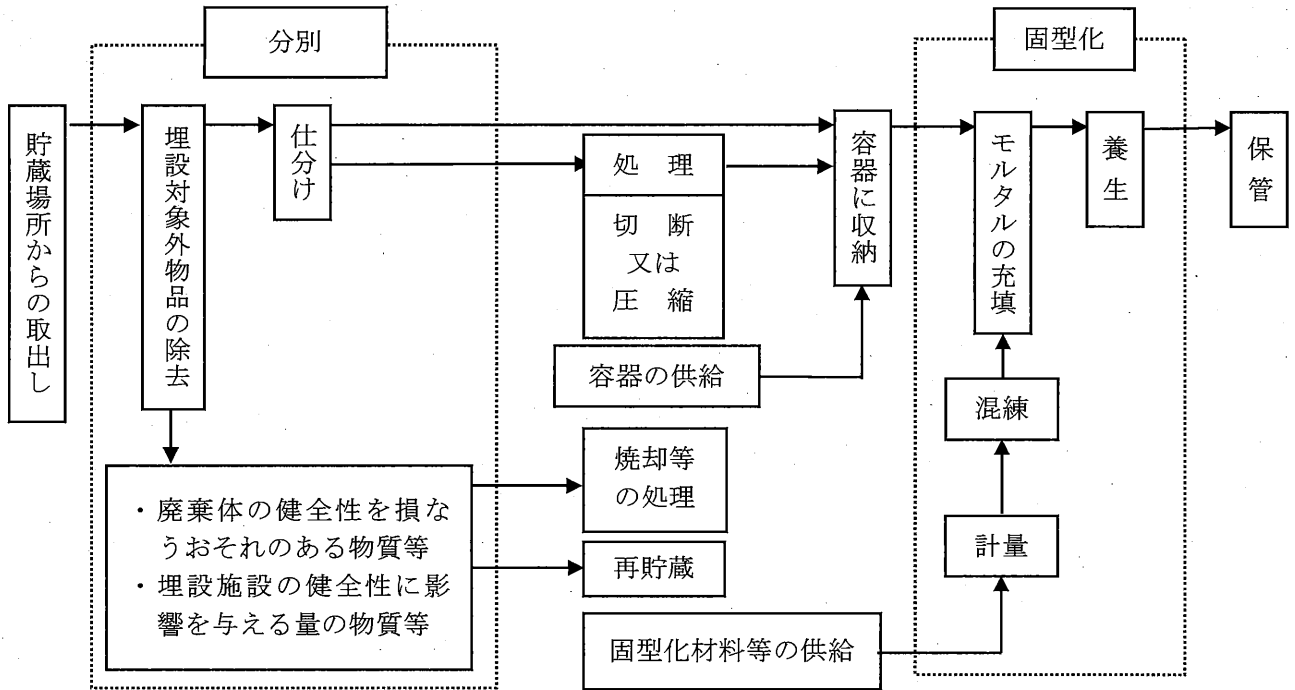 分別
固型化
貯蔵場所からの取出し
埋設対象外物品の除去
仕分け
処 理
切 断
又は
圧 縮
容器に収納
モルタルの充填
養生
保管
容器の供給
混練
・廃棄体の健全性を損な
うおそれのある物質等
・埋設施設の健全性に影
響を与える量の物質等
焼却等
の処理
再貯蔵
計量
固型化材料等の供給